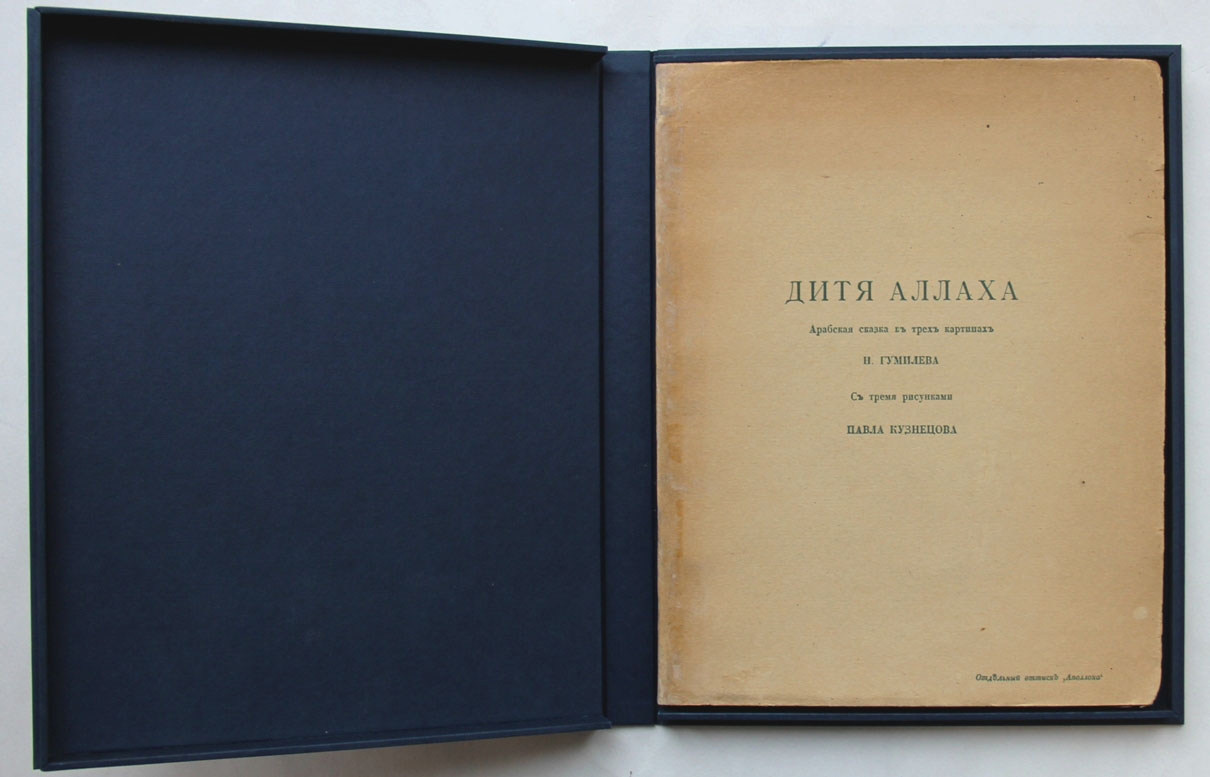 ДИТЯ АЛЛАХА
Арабская сказка въ трехъ картинахъ
Н. ГУМИЛЕВА
Съ тремя рисунками
ПАВЛА КУЗНЕЦОВА
Отдѣльный оттискъ „Аполлона“